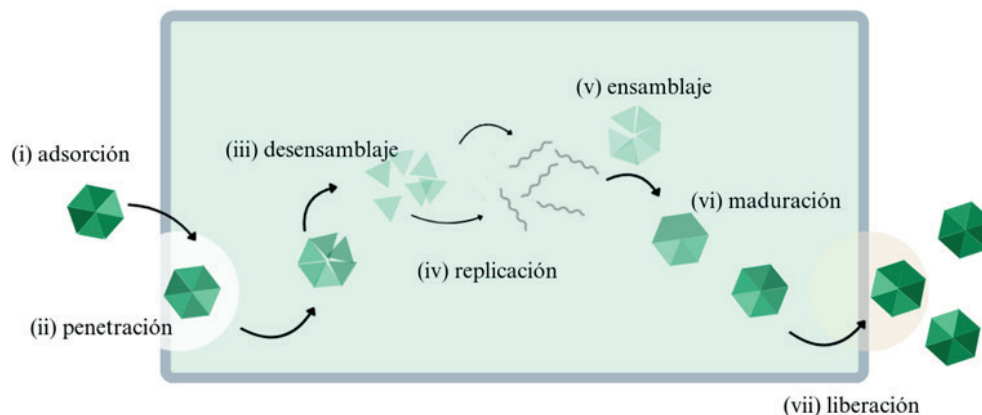 (i) adsorción
(ii) penetración
(iii) desensamblaje
(iv) replicación
(v) ensamblaje
(vi) maduración
(vii) liberación